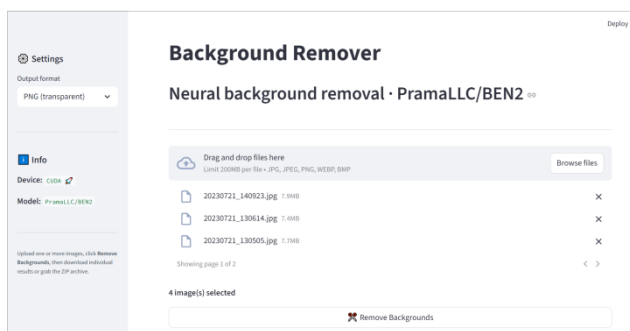 Deploy
Settings
Output format
PNG (transparent)
Info
Device: CUDA
Model: PramaLLC/BEN2
Upload one or more images, click Remove
Backgrounds, then download individual
results or grab the ZIP archive.
Background Remover
Neural background removal · PramaLLC/BEN2
Drag and drop files here
Limit 200MB per file • JPG, JPEG, PNG, WEBP, BMP
Browse files
20230721_140923.jpg 7.9MB
20230721_130614.jpg 7.4MB
20230721_130505.jpg 7.7MB
Showing page 1 of 2
4 image(s) selected
Remove Backgrounds